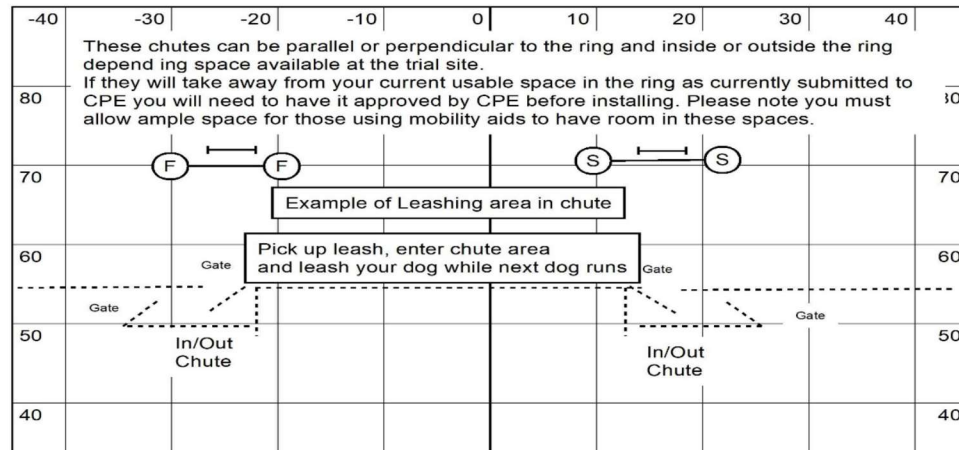 -40 -30 -20 -10 0 10 20 30 40
These chutes can be parallel or perpendicular to the ring and inside or outside the ring
depend ing space available at the trial site.
If they will take away from your current usable space in the ring as currently submitted to
80 CPE you will need to have it approved by CPE before installing. Please note you must 80
allow ample space for those using mobility aids to have room in these spaces.
F F S S
70 70
Example of Leashing area in chute
60 Pick up leash, enter chute area 60
and leash your dog while next dog runs
Gate Gate
Gate Gate
50 50
In/Out In/Out
Chute Chute
40 40